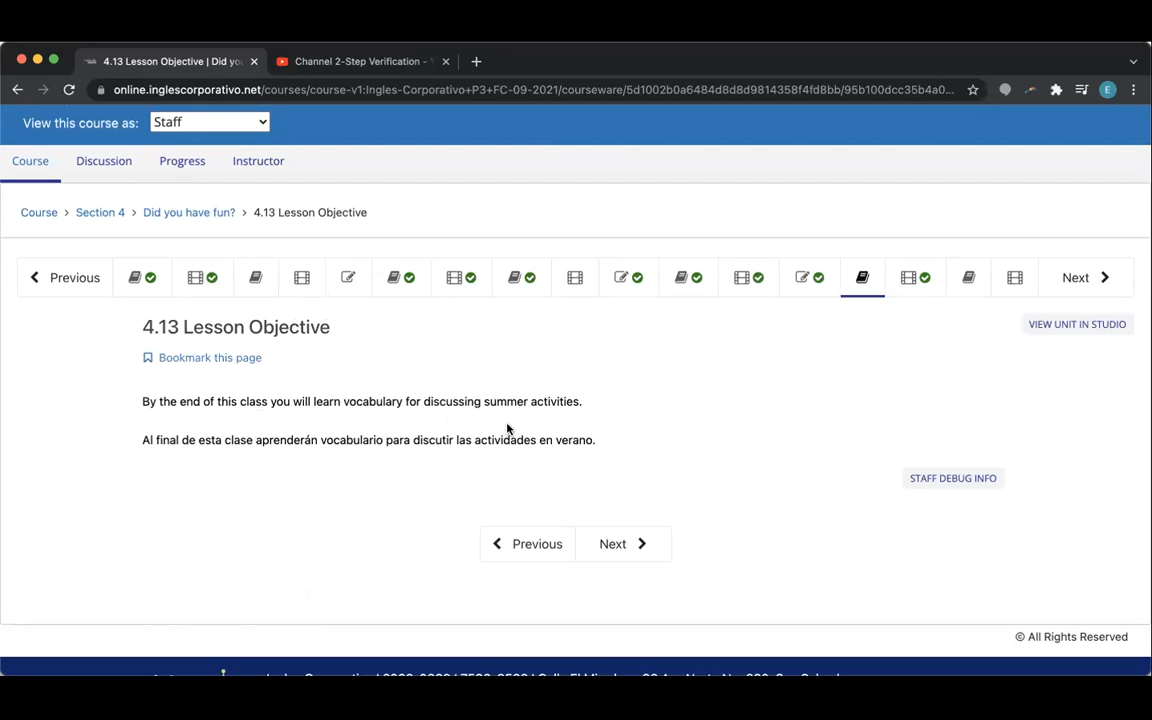 4.13 Lesson Objective | Did you
Channel 2-Step Verification -
online.inglescorporativo.net/courses/course-v1:Ingles-Corporativo+P3+FC-09-2021/courseware/5d1002b0a6484d8d8d9814358f4fd8bb/95b100dcc35b4a0...
E
View this course as: Staff
Course Discussion Progress Instructor
Course > Section 4 > Did you have fun? > 4.13 Lesson Objective
Previous Next
4.13 Lesson Objective
VIEW UNIT IN STUDIO
Bookmark this page
By the end of this class you will learn vocabulary for discussing summer activities.
Al final de esta clase aprenderán vocabulario para discutir las actividades en verano.
STAFF DEBUG INFO
Previous Next
© All Rights Reserved